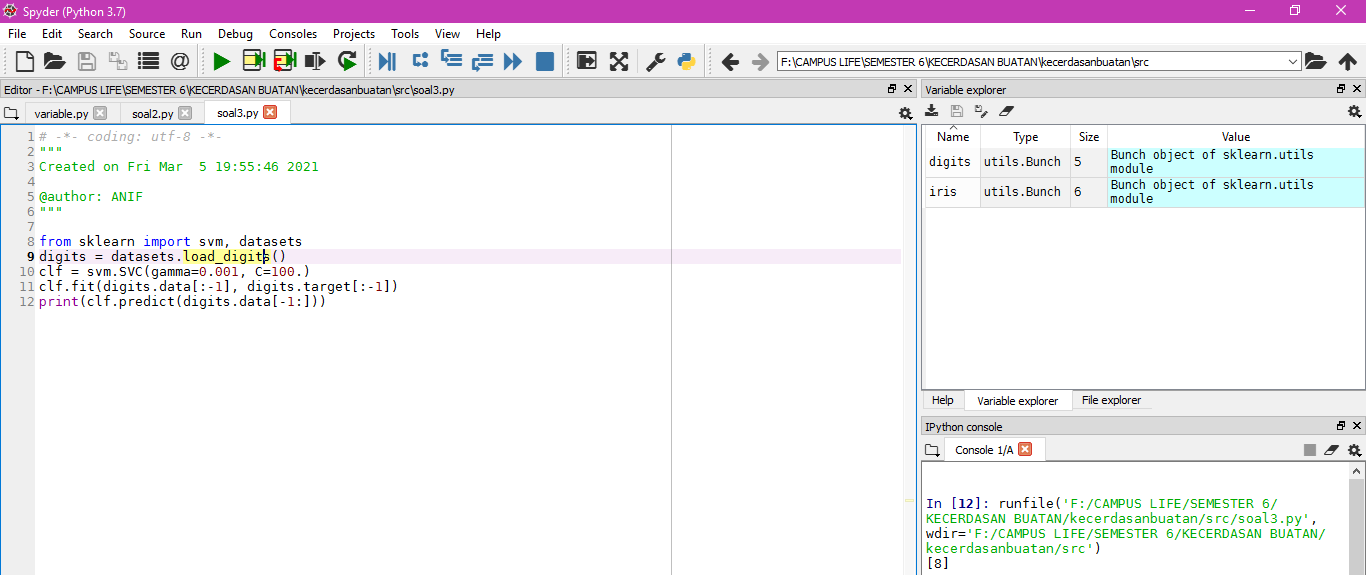 Spyder (Python 3.7)
File Edit Search Source Run Debug Consoles Projects Tools View Help
F:\CAMPUS LIFE\SEMESTER 6\KECERDASAN BUATAN\kecerdasanbuatan\src
Editor - F:\CAMPUS LIFE\SEMESTER 6\KECERDASAN BUATAN\kecerdasanbuatan\src\soal3.py
variable.py soal2.py soal3.py
1 # -*- coding: utf-8 -*-
2 """
3 Created on Fri Mar  5 19:55:46 2021
4
5 @author: ANIF
6 """
7
8 from sklearn import svm, datasets
9 digits = datasets.load_digits()
10 clf = svm.SVC(gamma=0.001, C=100.)
11 clf.fit(digits.data[:-1], digits.target[:-1])
12 print(clf.predict(digits.data[-1:]))
Variable explorer
Name Type Size Value
digits utils.Bunch 5 Bunch object of sklearn.utils
module
iris utils.Bunch 6 Bunch object of sklearn.utils
module
Help Variable explorer File explorer
IPython console
Console 1/A
In [12]: runfile('F:/CAMPUS LIFE/SEMESTER 6/
KECERDASAN BUATAN/kecerdasanbuatan/src/soal3.py',
wdir='F:/CAMPUS LIFE/SEMESTER 6/KECERDASAN BUATAN/
kecerdasanbuatan/src')
[8]